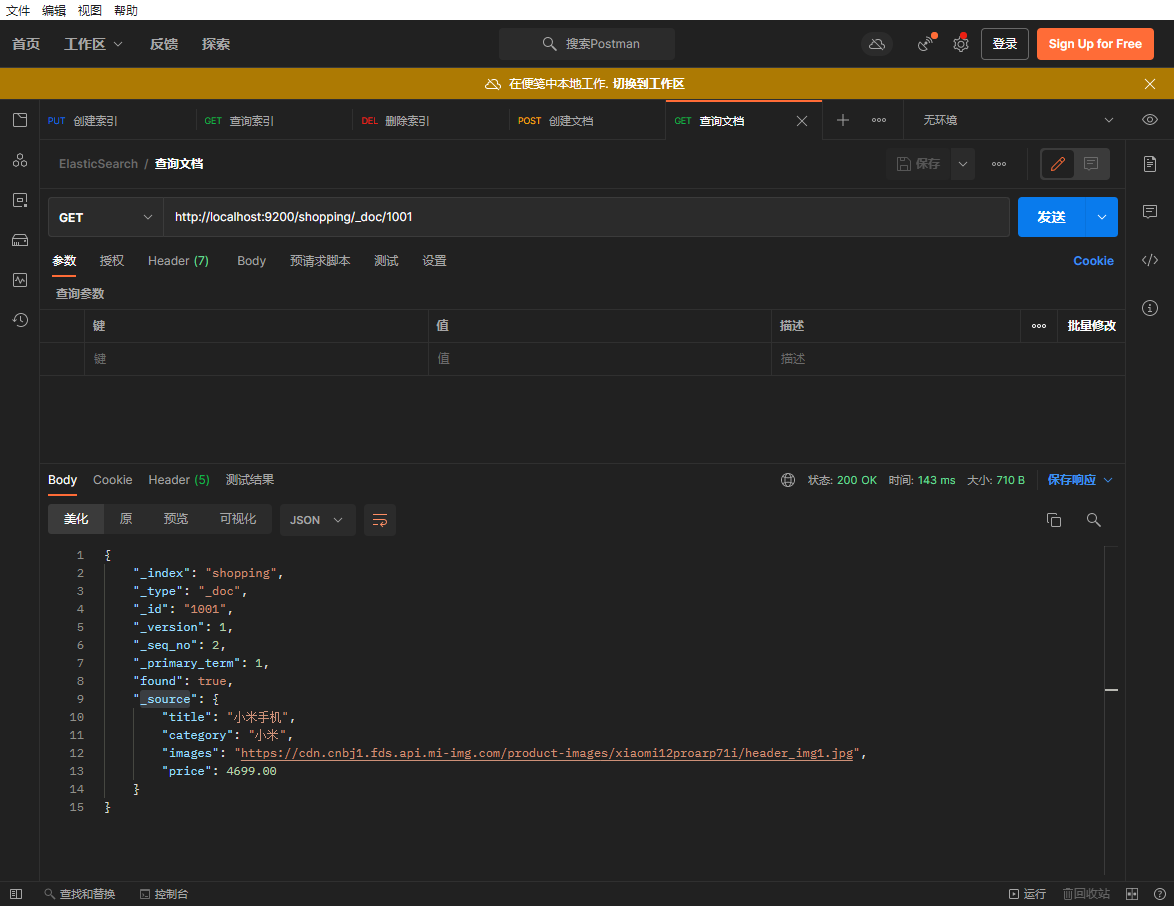 文件 编辑 视图 帮助
首页 工作区 反馈 探索 搜索Postman 登录 Sign Up for Free
在便笺中本地工作. 切换到工作区
PUT 创建索引 GET 查询索引 DEL 删除索引 POST 创建文档 GET 查询文档 无环境
ElasticSearch / 查询文档 保存
GET http://localhost:9200/shopping/_doc/1001 发送
参数 授权 Header (7) Body 预请求脚本 测试 设置 Cookie
查询参数
键 值 描述 批量修改
键 值 描述
Body Cookie Header (5) 测试结果 状态: 200 OK 时间: 143 ms 大小: 710 B 保存响应
美化 原 预览 可视化 JSON
1 {
2 "_index": "shopping",
3 "_type": "_doc",
4 "_id": "1001",
5 "_version": 1,
6 "_seq_no": 2,
7 "_primary_term": 1,
8 "found": true,
9 "_source": {
10 "title": "小米手机",
11 "category": "小米",
12 "images": "https://cdn.cnbj1.fds.api.mi-img.com/product-images/xiaomi12proarp71i/header_img1.jpg",
13 "price": 4699.00
14 }
15 }
查找和替换 控制台 运行 回收站